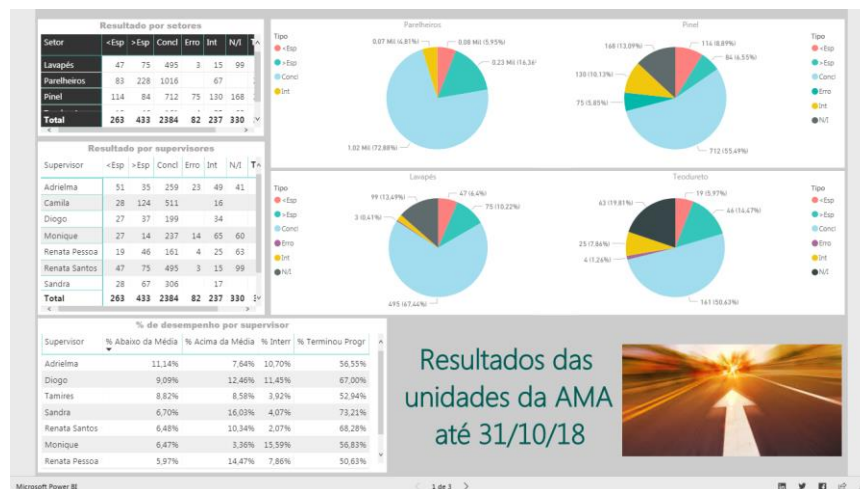 Resultado por setores
Setor <Esp >Esp Concl Erro Int N/I
Lavapés 47 75 495 3 15 99
Parelheiros 83 228 1016 67
Pinel 114 84 712 75 130 168
Total 263 433 2384 82 237 330
Resultado por supervisores
Supervisor <Esp >Esp Concl Erro Int N/I
Adrielma 51 35 259 23 49 41
Camila 28 124 511 16
Diogo 27 37 199 34
Monique 27 14 237 14 65 60
Renata Pessoa 19 46 161 4 25 63
Renata Santos 47 75 495 3 15 99
Sandra 28 67 306 17
Total 263 433 2384 82 237 330
% de desempenho por supervisor
Supervisor % Abaixo da Média % Acima da Média % Interr % Terminou Progr
Adrielma 11,14% 7,64% 10,70% 56,55%
Diogo 9,09% 12,46% 11,45% 67,00%
Tamires 8,82% 8,58% 3,92% 52,94%
Sandra 6,70% 16,03% 4,07% 73,21%
Renata Santos 6,48% 10,34% 2,07% 68,28%
Monique 6,47% 3,36% 15,59% 56,83%
Renata Pessoa 5,97% 14,47% 7,86% 50,63%
Parelheiros
Tipo
<Esp
>Esp
Concl
Int
0.07 Mil (4,81%)
0.08 Mil (5,95%)
0.23 Mil (16,36
1.02 Mil (72,88%)
Pinel
Tipo
<Esp
>Esp
Concl
Erro
Int
N/I
168 (13,09%)
114 (8,89%)
84 (6,55%)
130 (10,13%)
75 (5,85%)
712 (55,49%)
Lavapés
Tipo
<Esp
>Esp
Concl
Erro
Int
N/I
99 (13,49%)
47 (6,4%)
75 (10,22%)
3 (0,41%)
495 (67,44%)
Teodureto
Tipo
<Esp
>Esp
Concl
Erro
Int
N/I
63 (19,81%)
19 (5,97%)
46 (14,47%)
25 (7,86%)
4 (1,26%)
161 (50,63%)
Resultados das
unidades da AMA
até 31/10/18
Microsoft Power BI
1 de 3